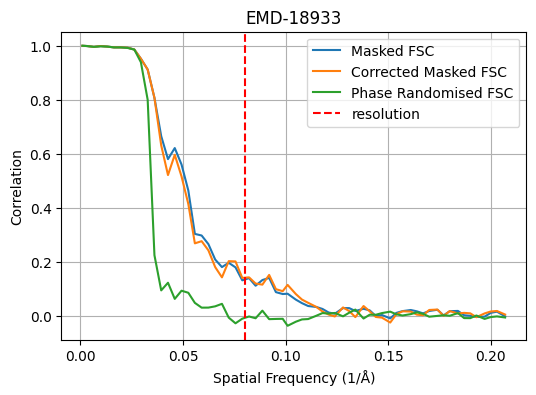 EMD-18933
Masked FSC
Corrected Masked FSC
Phase Randomised FSC
resolution
Correlation
1.0
0.8
0.6
0.4
0.2
0.0
0.00 0.05 0.10 0.15 0.20
Spatial Frequency (1/Å)